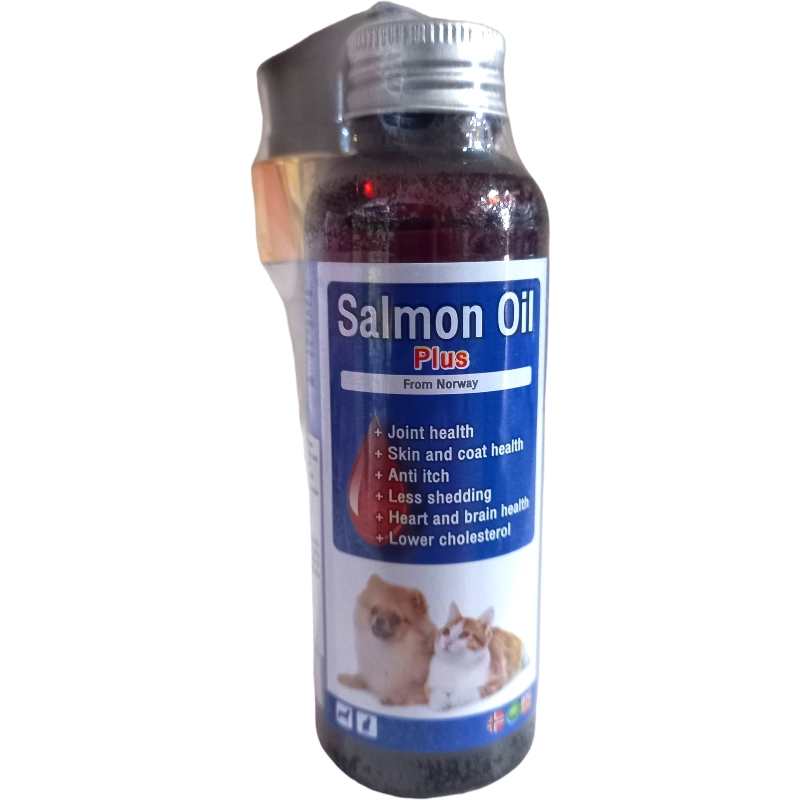 Salmon Oil
Plus
From Norway
+ Joint health
+ Skin and coat health
+ Anti itch
+ Less shedding
+ Heart and brain health
+ Lower cholesterol